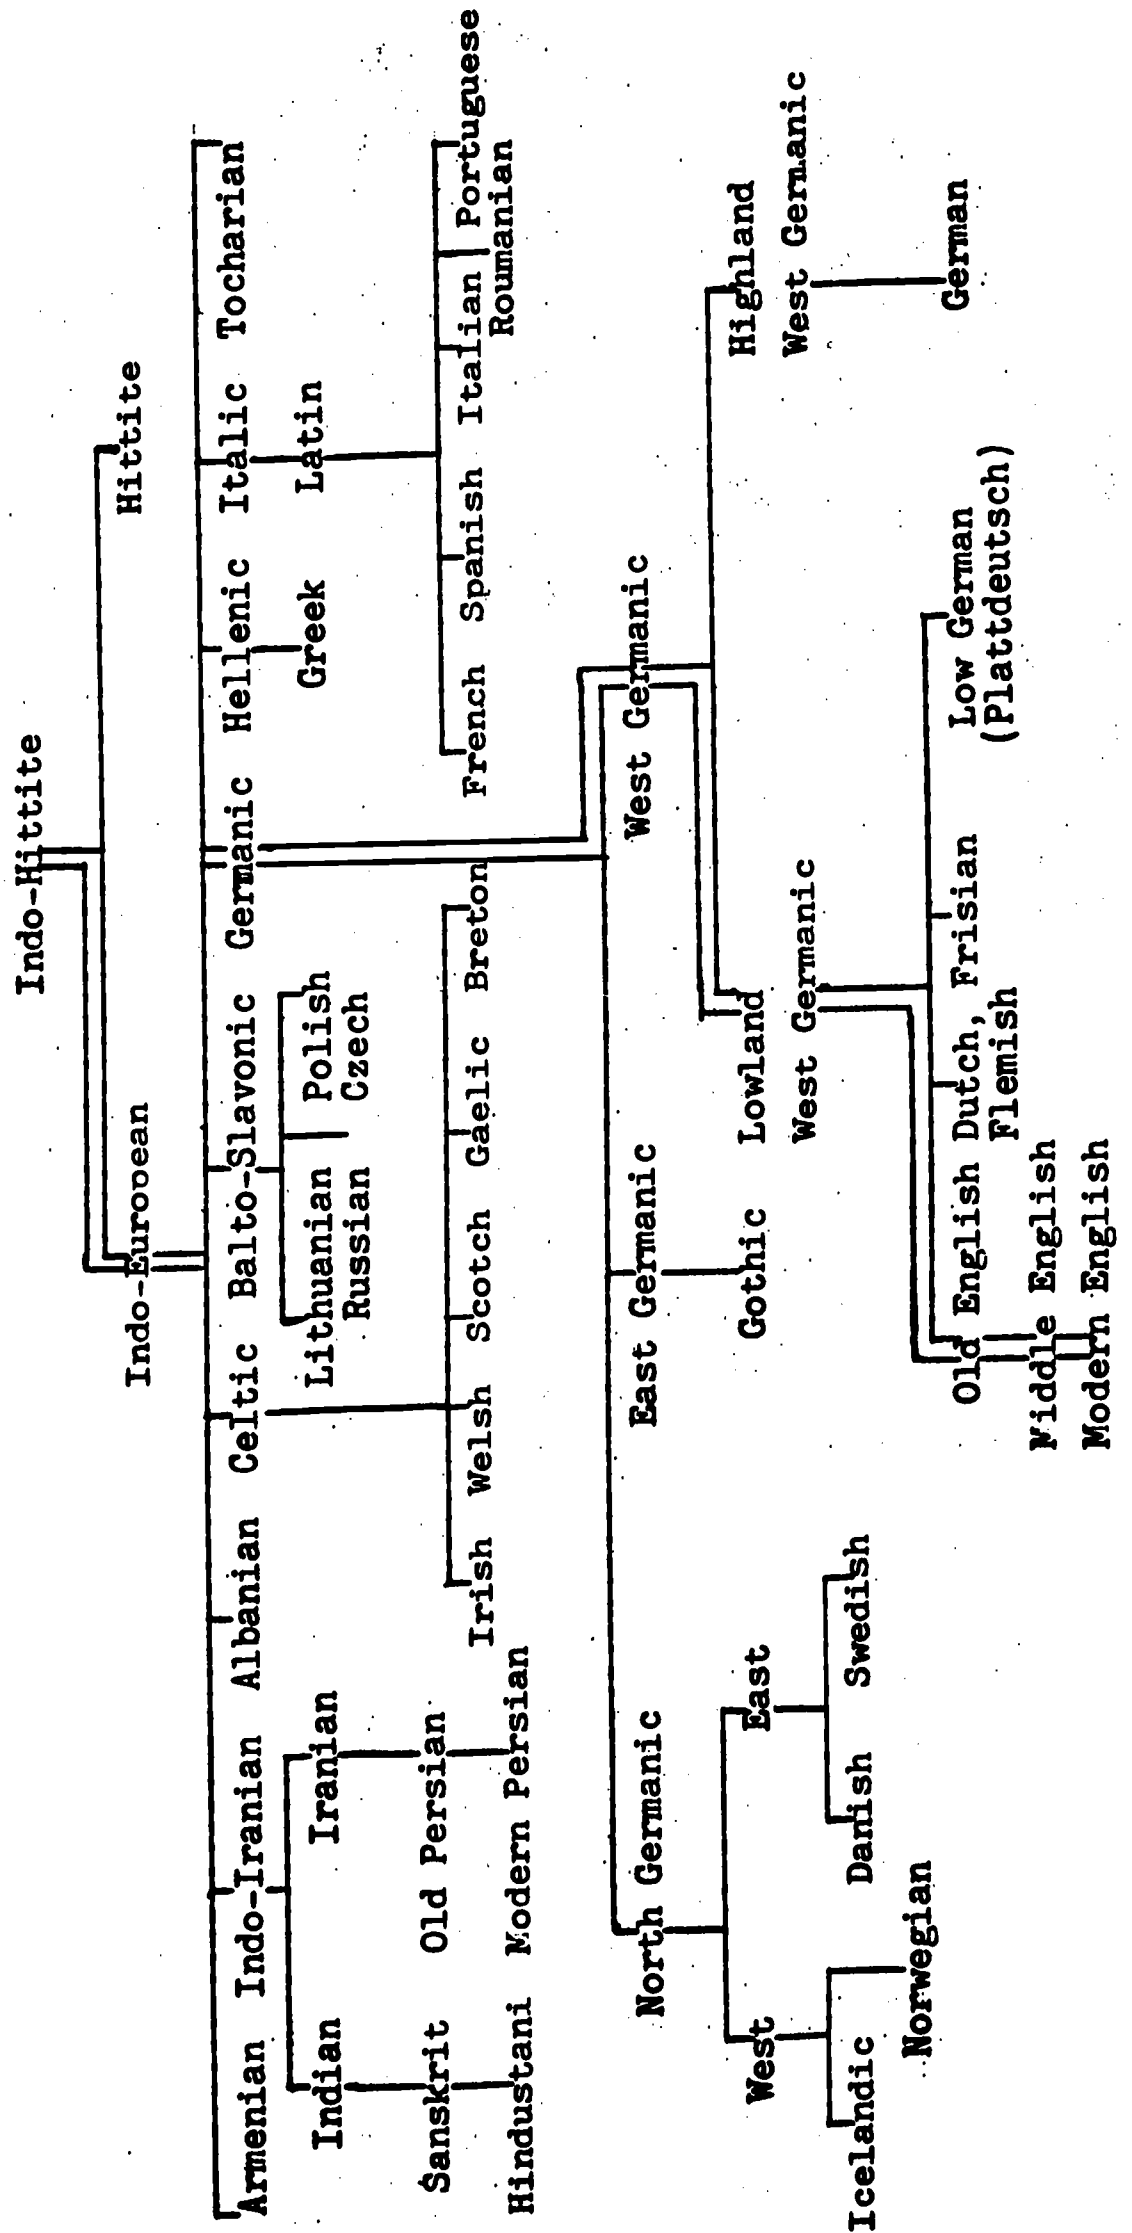 Indo-Hittite
Indo-Eurooean Hittite
Armenian Indo-Iranian Albanian Celtic Balto-Slavonic Germanic Hellenic Italic Tocharian
Indian Iranian Lithuanian Polish Greek Latin
Russian Czech
Sanskrit Old Persian
Irish Welsh Scotch Gaelic Breton French Spanish Italian Portuguese
Hindustani Modern Persian Roumanian
North Germanic East Germanic West Germanic
West East Gothic Lowland Highland
West Germanic West Germanic
Icelandic Danish Swedish
Norwegian
Old English Dutch, Frisian Low German German
Flemish (Plattdeutsch)
Middle English
Modern English